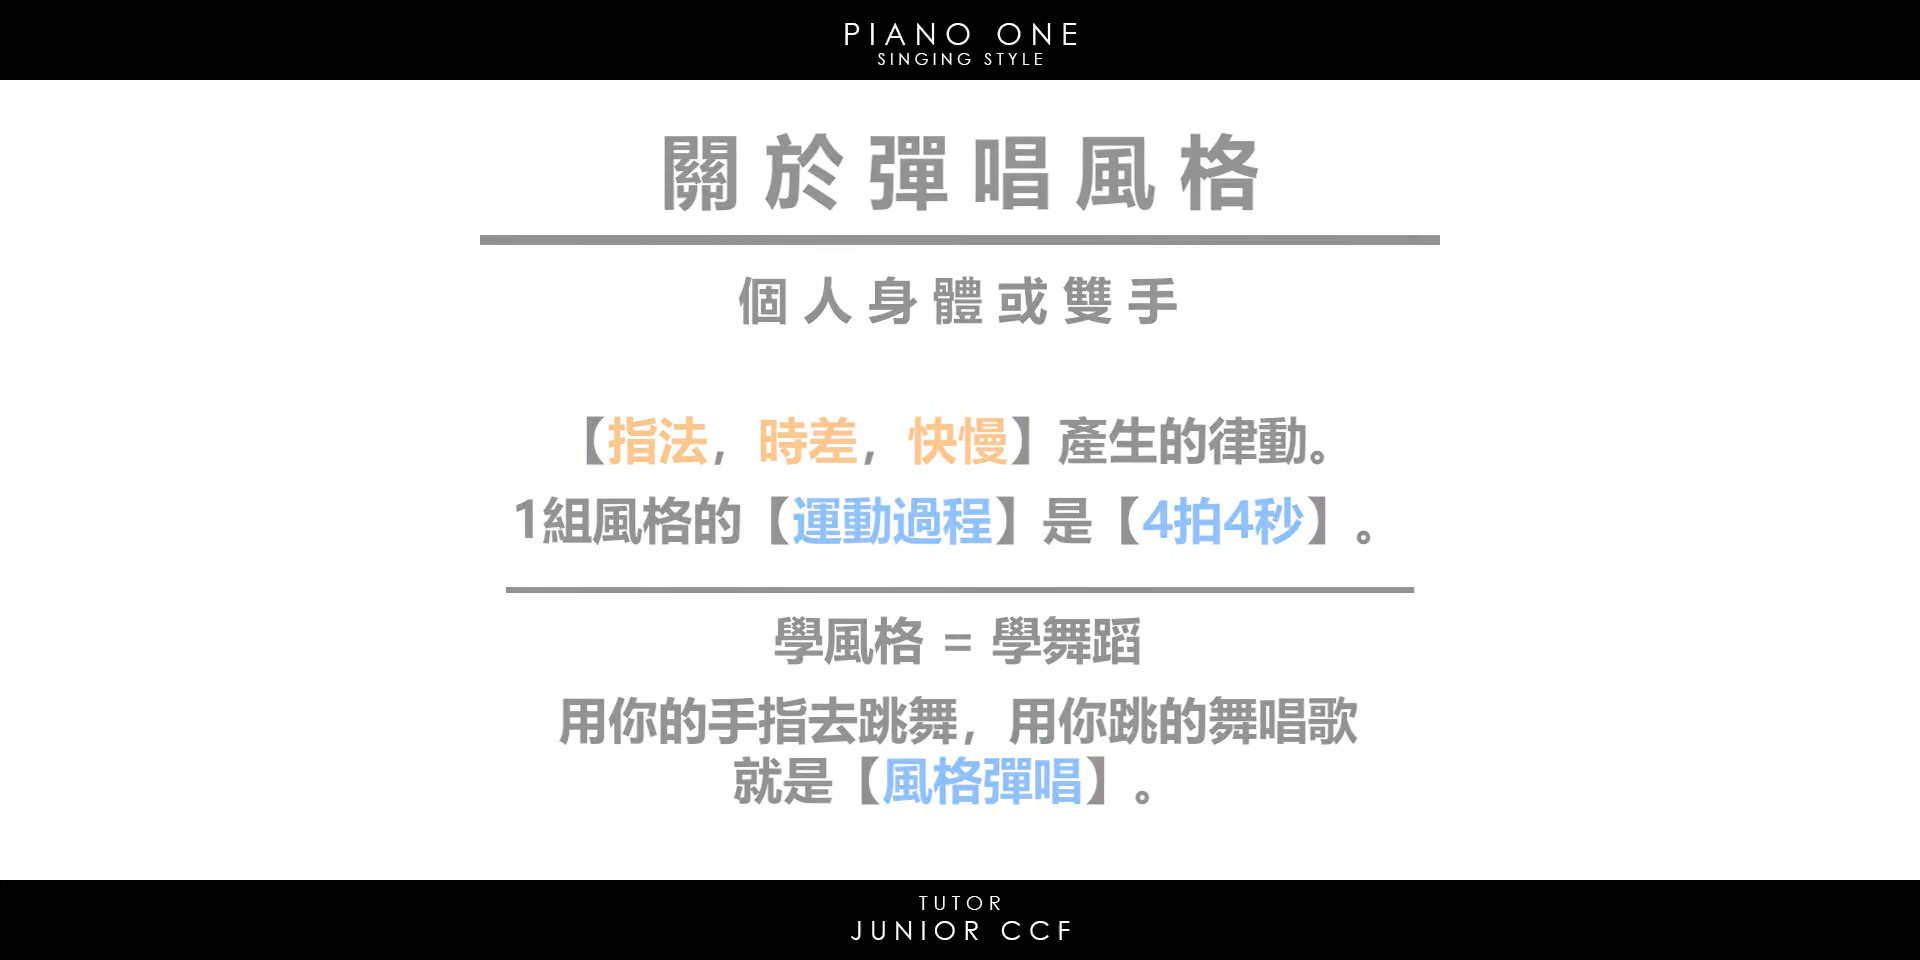 PIANO ONE
SINGING STYLE
關於彈唱風格
個人身體或雙手
【指法，時差，快慢】產生的律動。
1組風格的【運動過程】是【4拍4秒】。
學風格 = 學舞蹈
用你的手指去跳舞，用你跳的舞唱歌
就是【風格彈唱】。
TUTOR
JUNIOR CCF